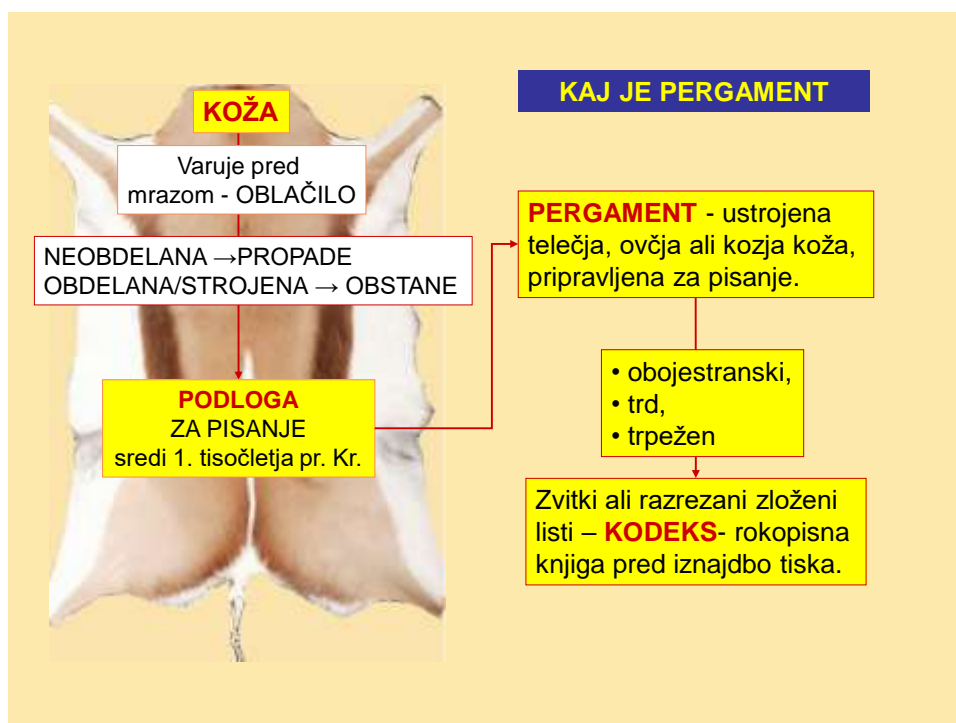 KAJ JE PERGAMENT
KOŽA
Varuje pred
mrazom - OBLAČILO
NEOBDELANA →PROPADE
OBDELANA/STROJENA → OBSTANE
PODLOGA
ZA PISANJE
sredi 1. tisočletja pr. Kr.
PERGAMENT - ustrojena
telečja, ovčja ali kozja koža,
pripravljena za pisanje.
• obojestranski,
• trd,
• trpežen
Zvitki ali razrezani zloženi
listi – KODEKS- rokopisna
knjiga pred iznajdbo tiska.